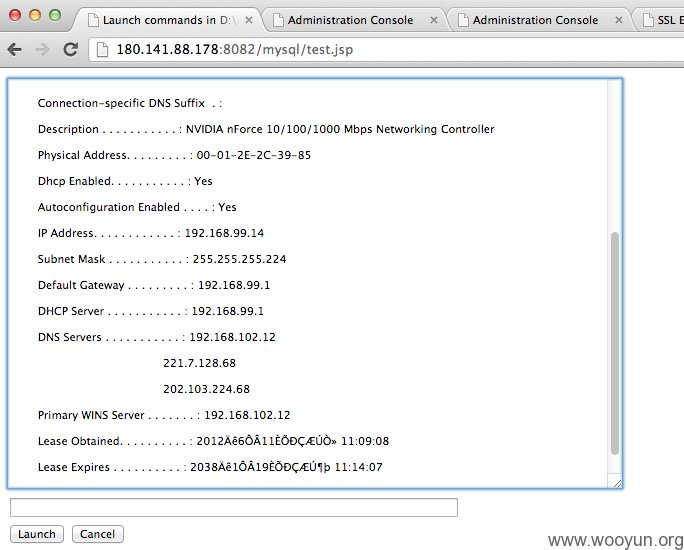 Launch commands in D:\
Administration Console
Administration Console
SSL E
180.141.88.178:8082/mysql/test.jsp
Connection-specific DNS Suffix  . :
Description . . . . . . . . . . . : NVIDIA nForce 10/100/1000 Mbps Networking Controller
Physical Address. . . . . . . . . : 00-01-2E-2C-39-85
Dhcp Enabled. . . . . . . . . . . : Yes
Autoconfiguration Enabled . . . . : Yes
IP Address. . . . . . . . . . . . : 192.168.99.14
Subnet Mask . . . . . . . . . . . : 255.255.255.224
Default Gateway . . . . . . . . . : 192.168.99.1
DHCP Server . . . . . . . . . . . : 192.168.99.1
DNS Servers . . . . . . . . . . . : 192.168.102.12
221.7.128.68
202.103.224.68
Primary WINS Server . . . . . . . : 192.168.102.12
Lease Obtained. . . . . . . . . . : 2012Äê6ÔÂ11ÈÕÐÇÆÚÒ» 11:09:08
Lease Expires . . . . . . . . . . : 2038Äê1ÔÂ19ÈÕÐÇÆÚ¶þ 11:14:07
Launch
Cancel
www.wooyun.org